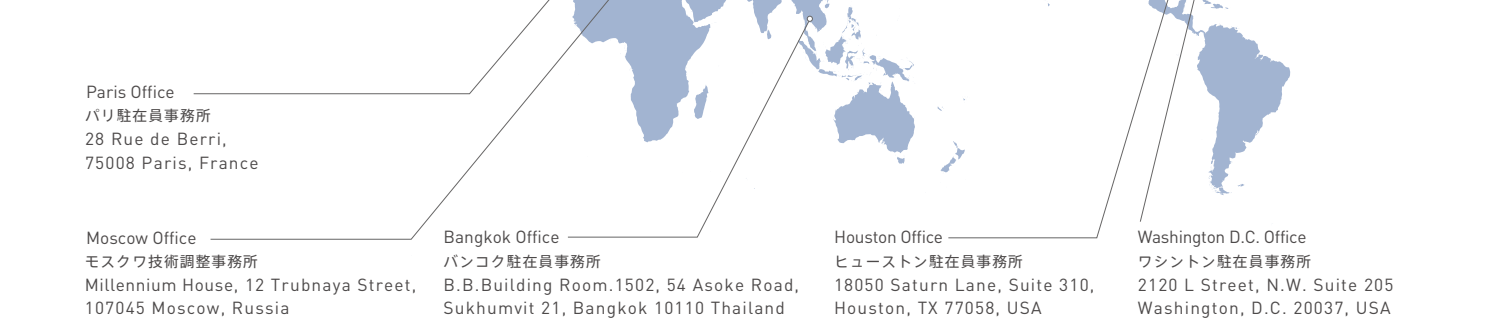 Paris Office
パリ駐在員事務所
28 Rue de Berri,
75008 Paris, France
Moscow Office
モスクワ技術調整事務所
Millennium House, 12 Trubnaya Street,
107045 Moscow, Russia
Bangkok Office
バンコク駐在員事務所
B.B.Building Room.1502, 54 Asoke Road,
Sukhumvit 21, Bangkok 10110 Thailand
Houston Office
ヒューストン駐在員事務所
18050 Saturn Lane, Suite 310,
Houston, TX 77058, USA
Washington D.C. Office
ワシントン駐在員事務所
2120 L Street, N.W. Suite 205
Washington, D.C. 20037, USA